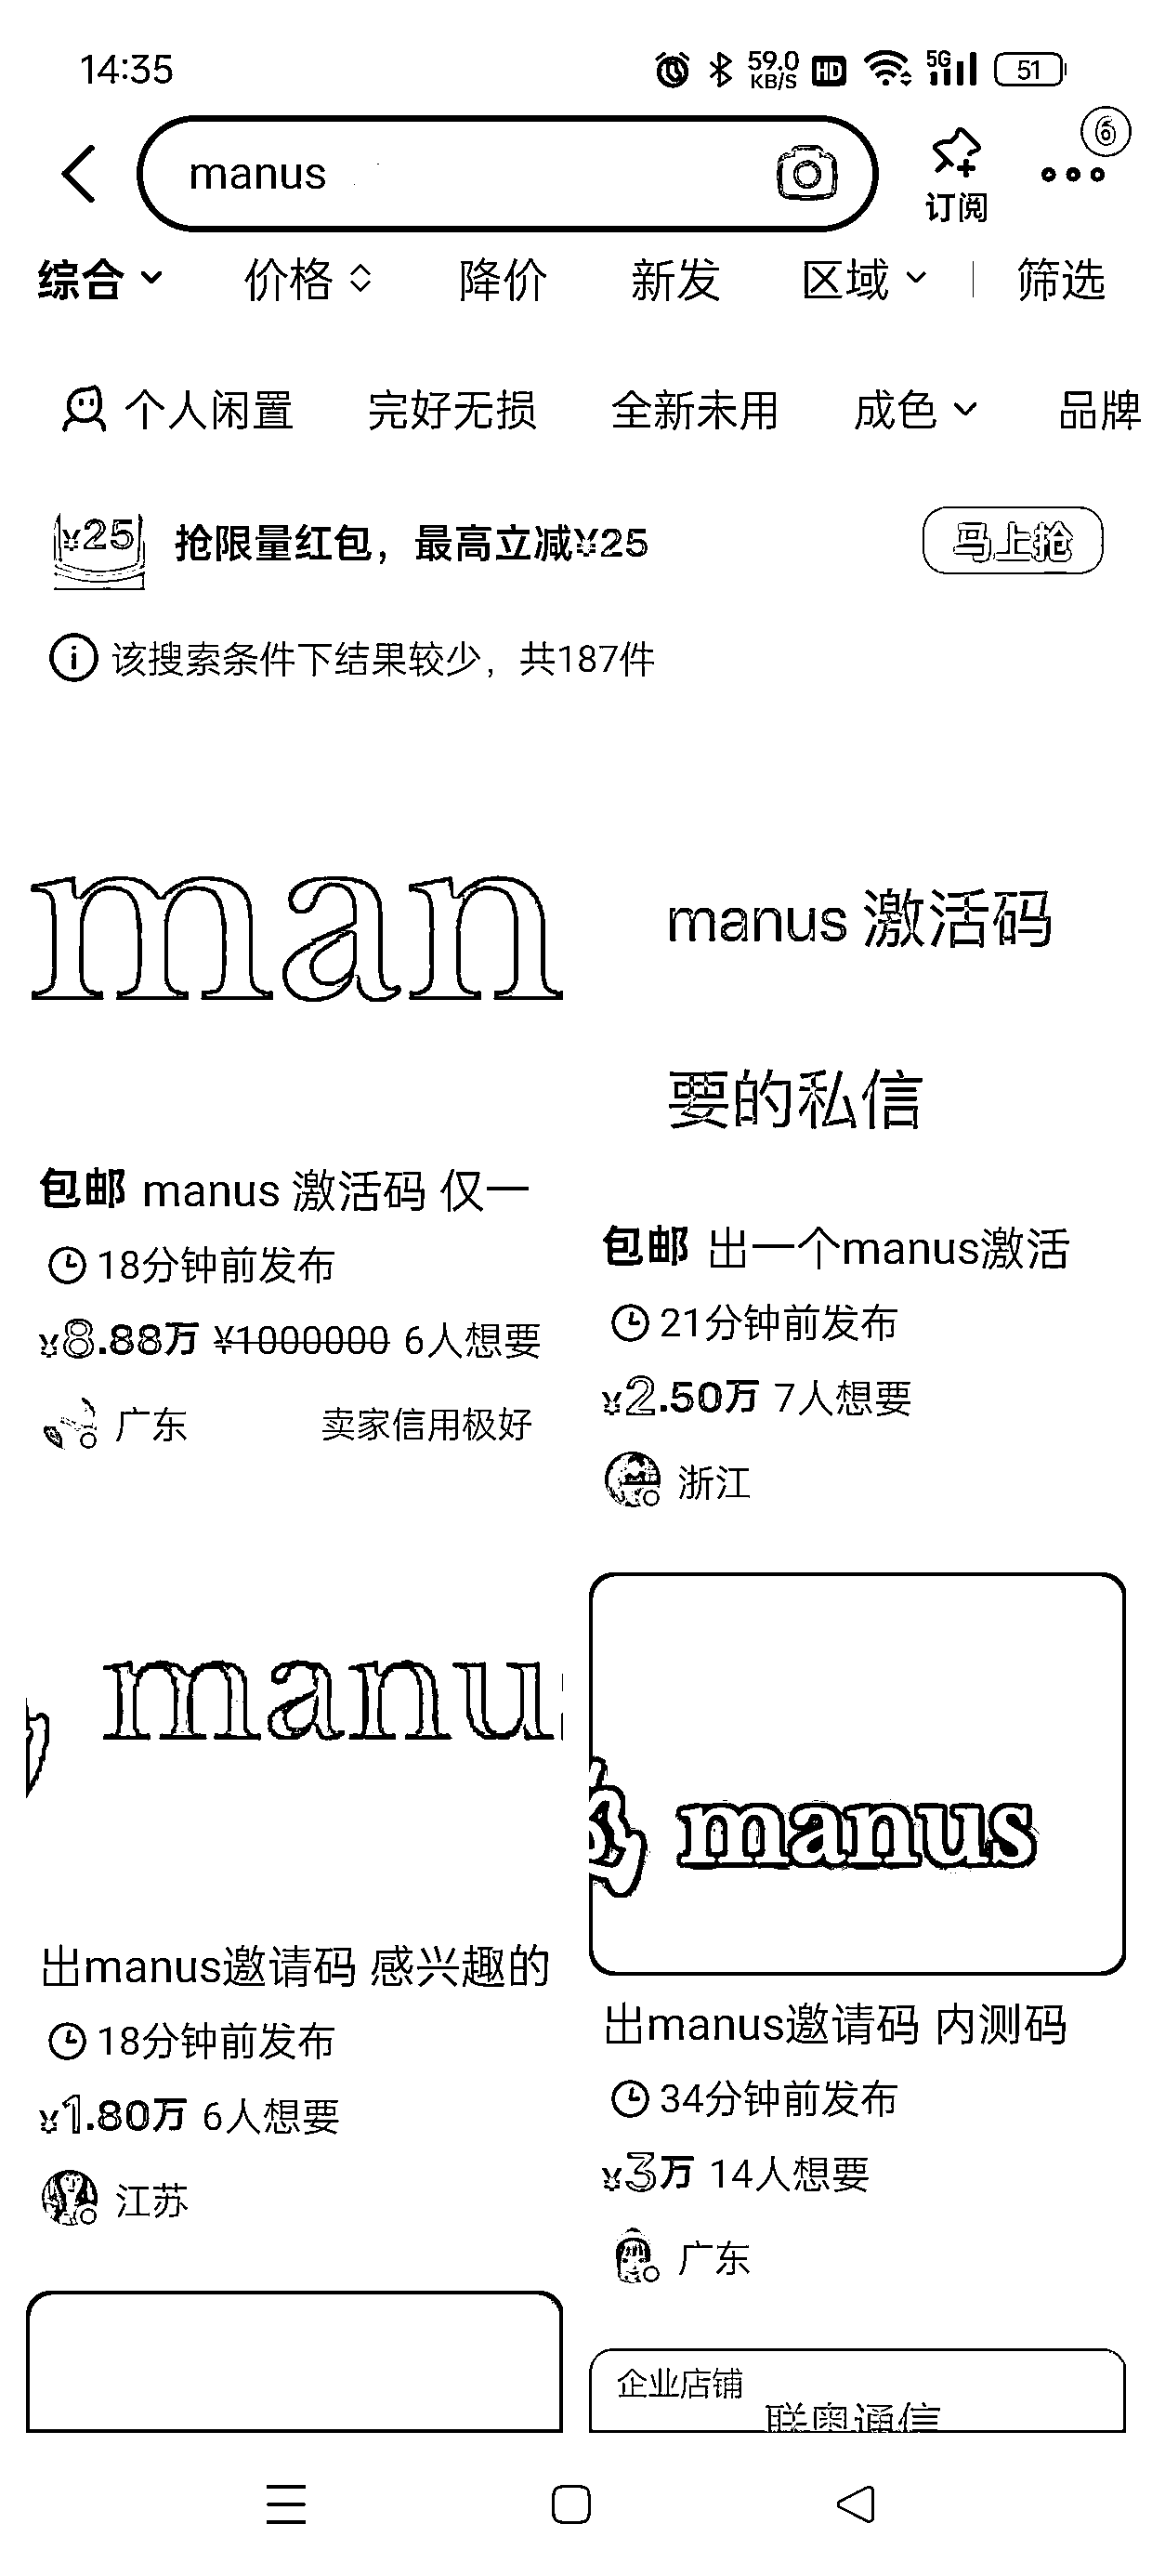 14:35
59.0 KB/S HD 5G 51
manus
订阅
6
综合 价格 降价 新发 区域 筛选
个人闲置 完好无损 全新未用 成色 品牌
¥25 抢限量红包，最高立减¥25 马上抢
该搜索条件下结果较少，共187件
man
包邮 manus 激活码 仅一
18分钟前发布
¥8.88万 ¥1000000 6人想要
广东 卖家信用极好
manus 激活码
要的私信
包邮 出一个manus激活
21分钟前发布
¥2.50万 7人想要
浙江
manus
出manus邀请码 感兴趣的
18分钟前发布
¥1.80万 6人想要
江苏
manus
出manus邀请码 内测码
34分钟前发布
¥3万 14人想要
广东
企业店铺
联奥通信